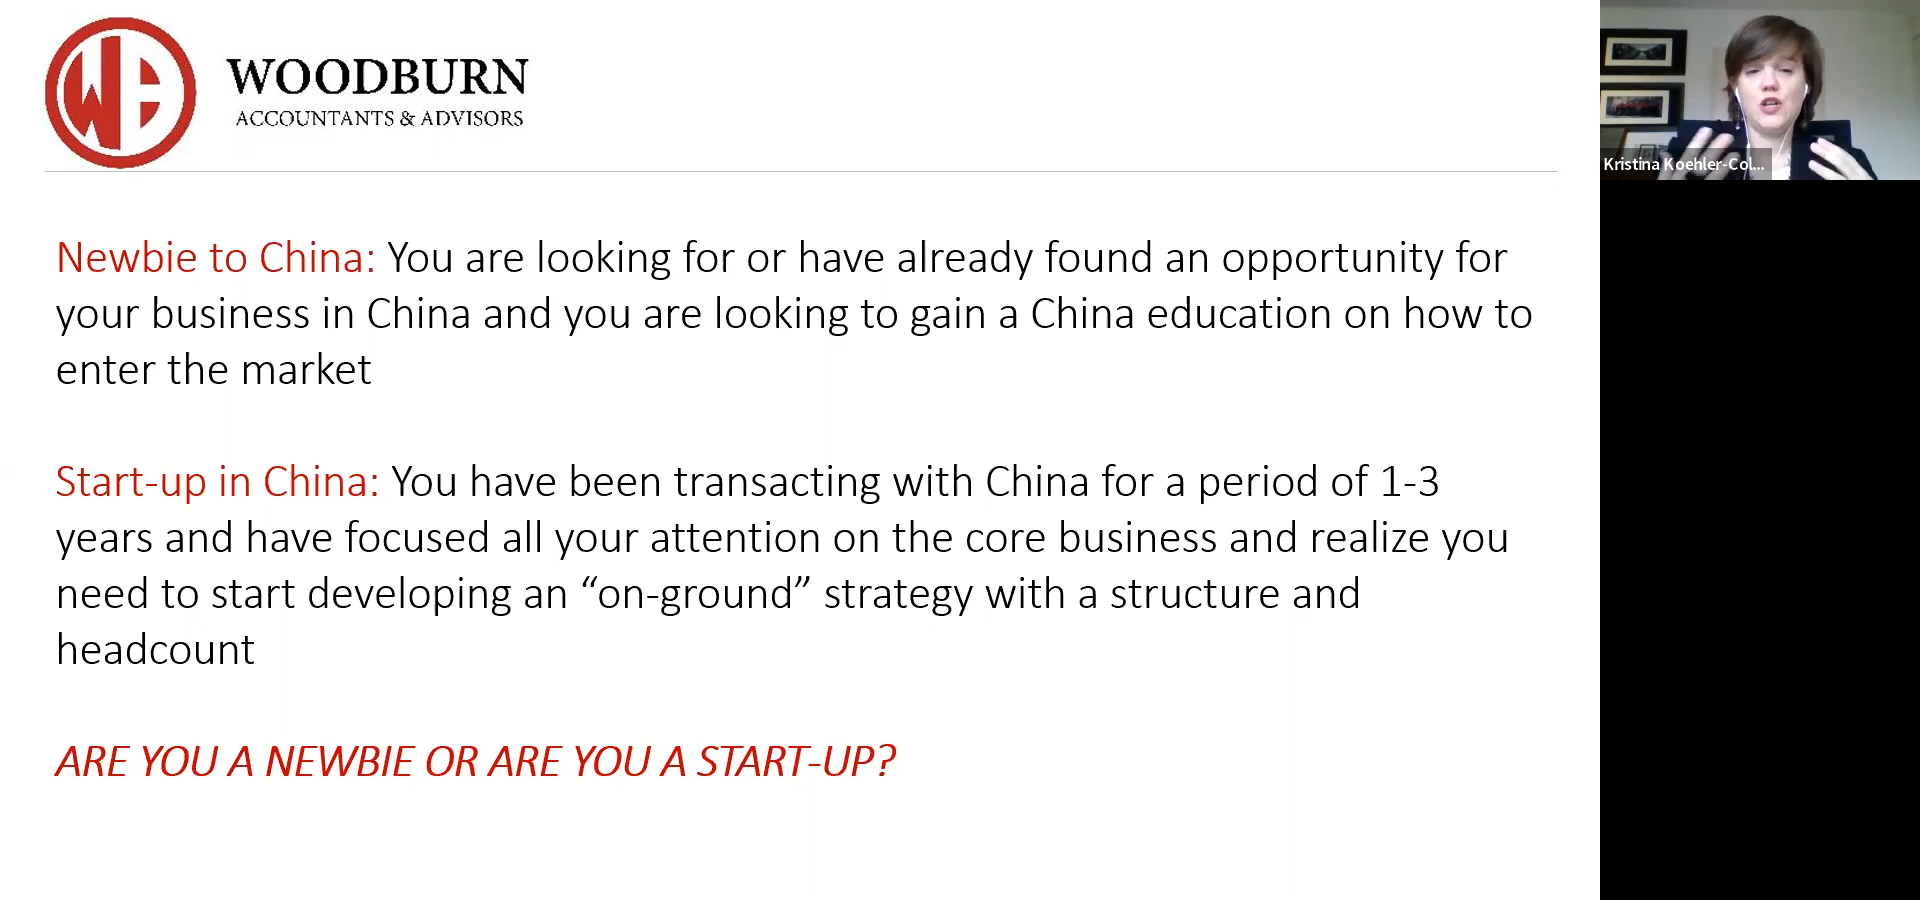 WOODBURN
ACCOUNTANTS & ADVISORS
Newbie to China: You are looking for or have already found an opportunity for
your business in China and you are looking to gain a China education on how to
enter the market
Start-up in China: You have been transacting with China for a period of 1-3
years and have focused all your attention on the core business and realize you
need to start developing an “on-ground” strategy with a structure and
headcount
ARE YOU A NEWBIE OR ARE YOU A START-UP?
Kristina Koehler-Col...